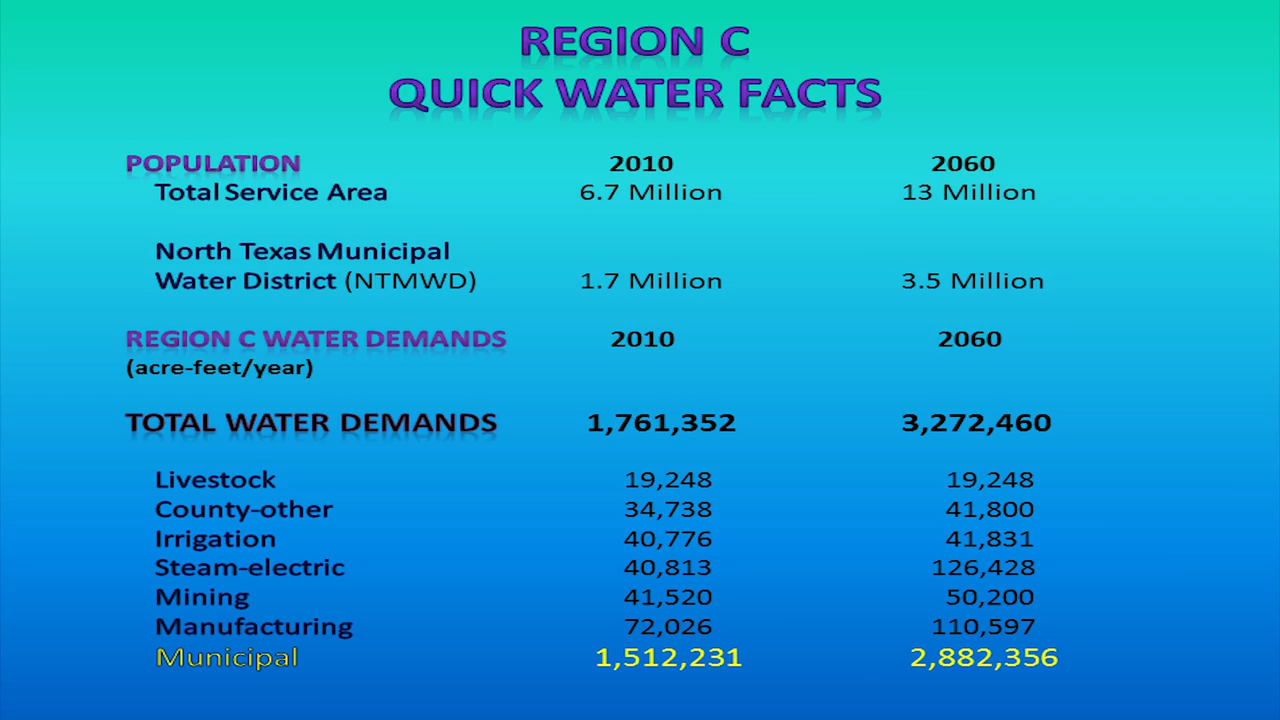 REGION C
QUICK WATER FACTS
POPULATION 2010 2060
Total Service Area 6.7 Million 13 Million
North Texas Municipal
Water District (NTMWD) 1.7 Million 3.5 Million
REGION C WATER DEMANDS 2010 2060
(acre-feet/year)
TOTAL WATER DEMANDS 1,761,352 3,272,460
Livestock 19,248 19,248
County-other 34,738 41,800
Irrigation 40,776 41,831
Steam-electric 40,813 126,428
Mining 41,520 50,200
Manufacturing 72,026 110,597
Municipal 1,512,231 2,882,356